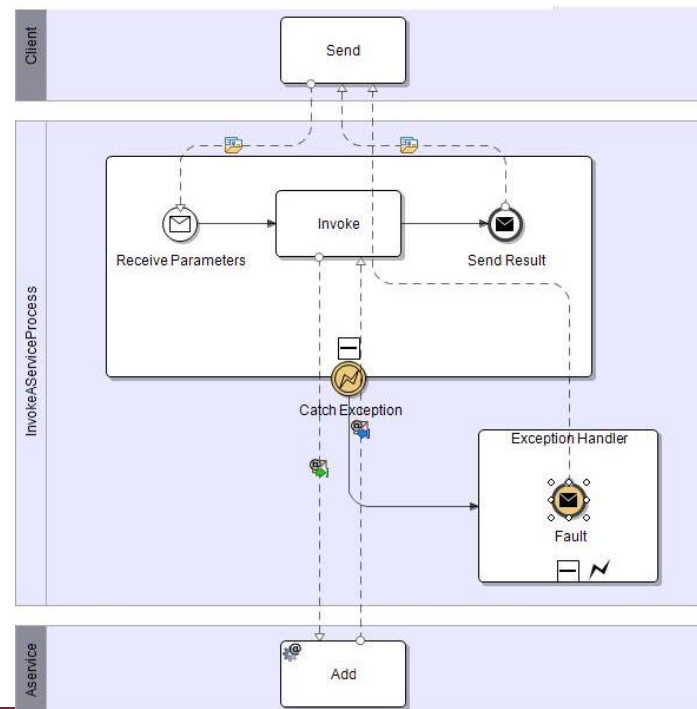 Client
Send
InvokeAServiceProcess
Receive Parameters
Invoke
Send Result
Catch Exception
Exception Handler
Fault
Aservice
Add